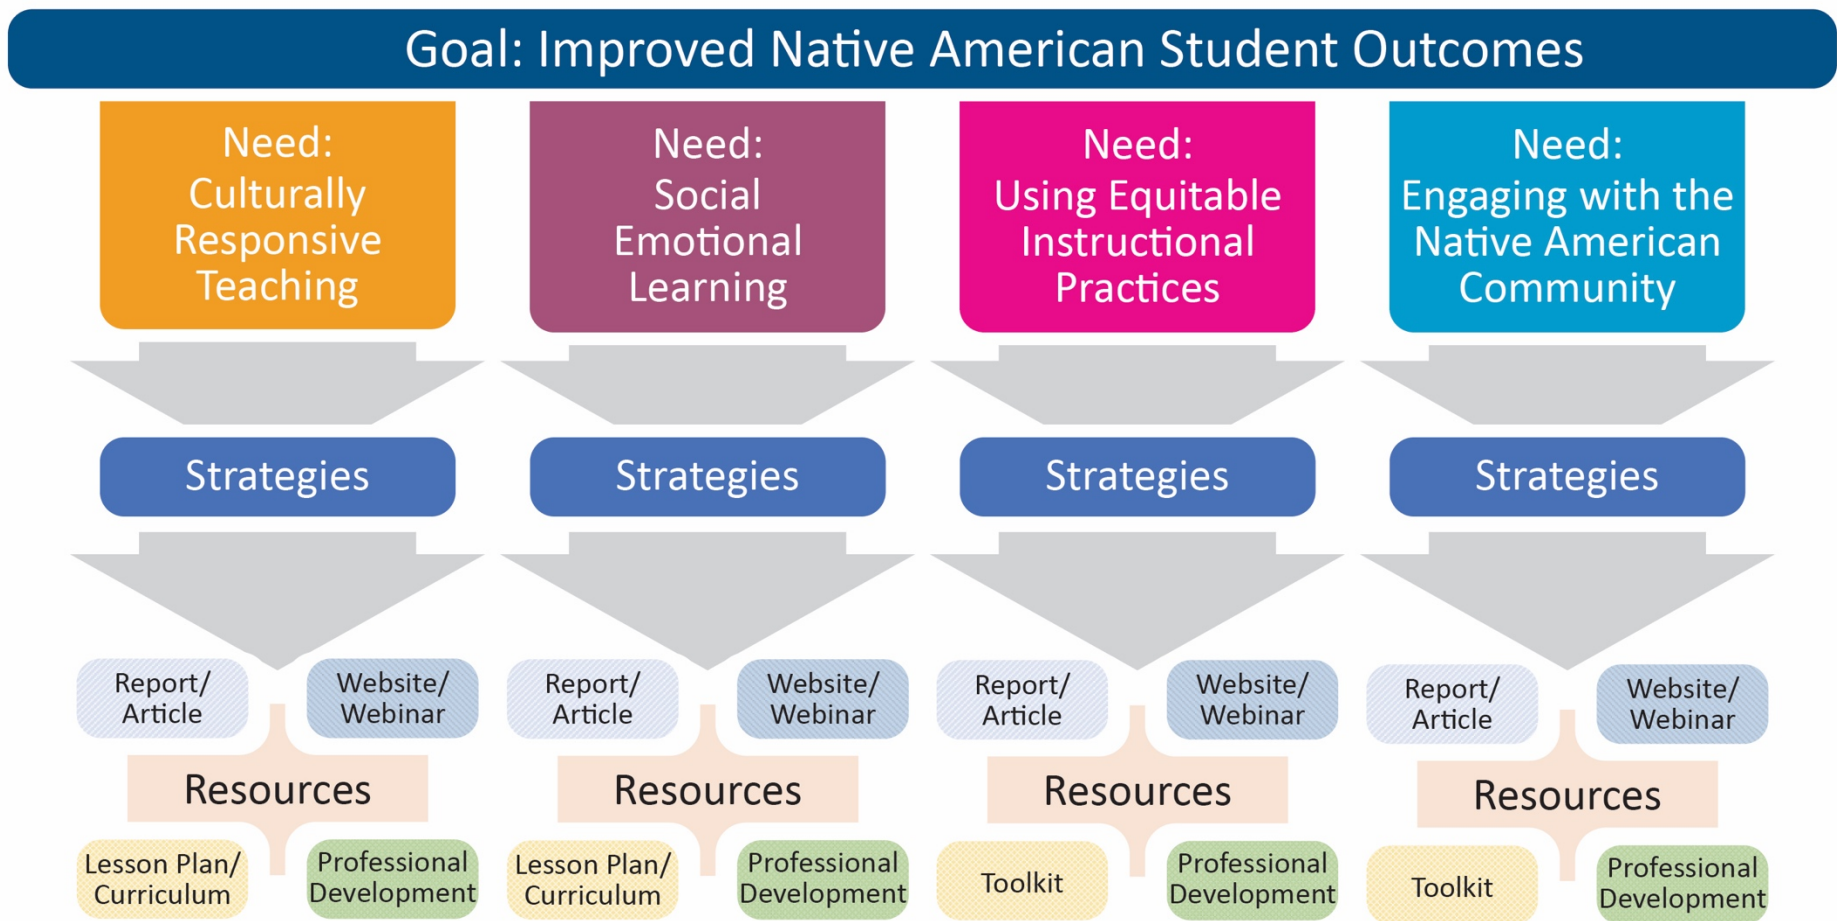 Goal: Improved Native American Student Outcomes
Need:
Culturally
Responsive
Teaching
Need:
Social
Emotional
Learning
Need:
Using Equitable
Instructional
Practices
Need:
Engaging with the
Native American
Community
Strategies
Strategies
Strategies
Strategies
Report/
Article
Website/
Webinar
Resources
Lesson Plan/
Curriculum
Professional
Development
Report/
Article
Website/
Webinar
Resources
Lesson Plan/
Curriculum
Professional
Development
Report/
Article
Website/
Webinar
Resources
Toolkit
Professional
Development
Report/
Article
Website/
Webinar
Resources
Toolkit
Professional
Development